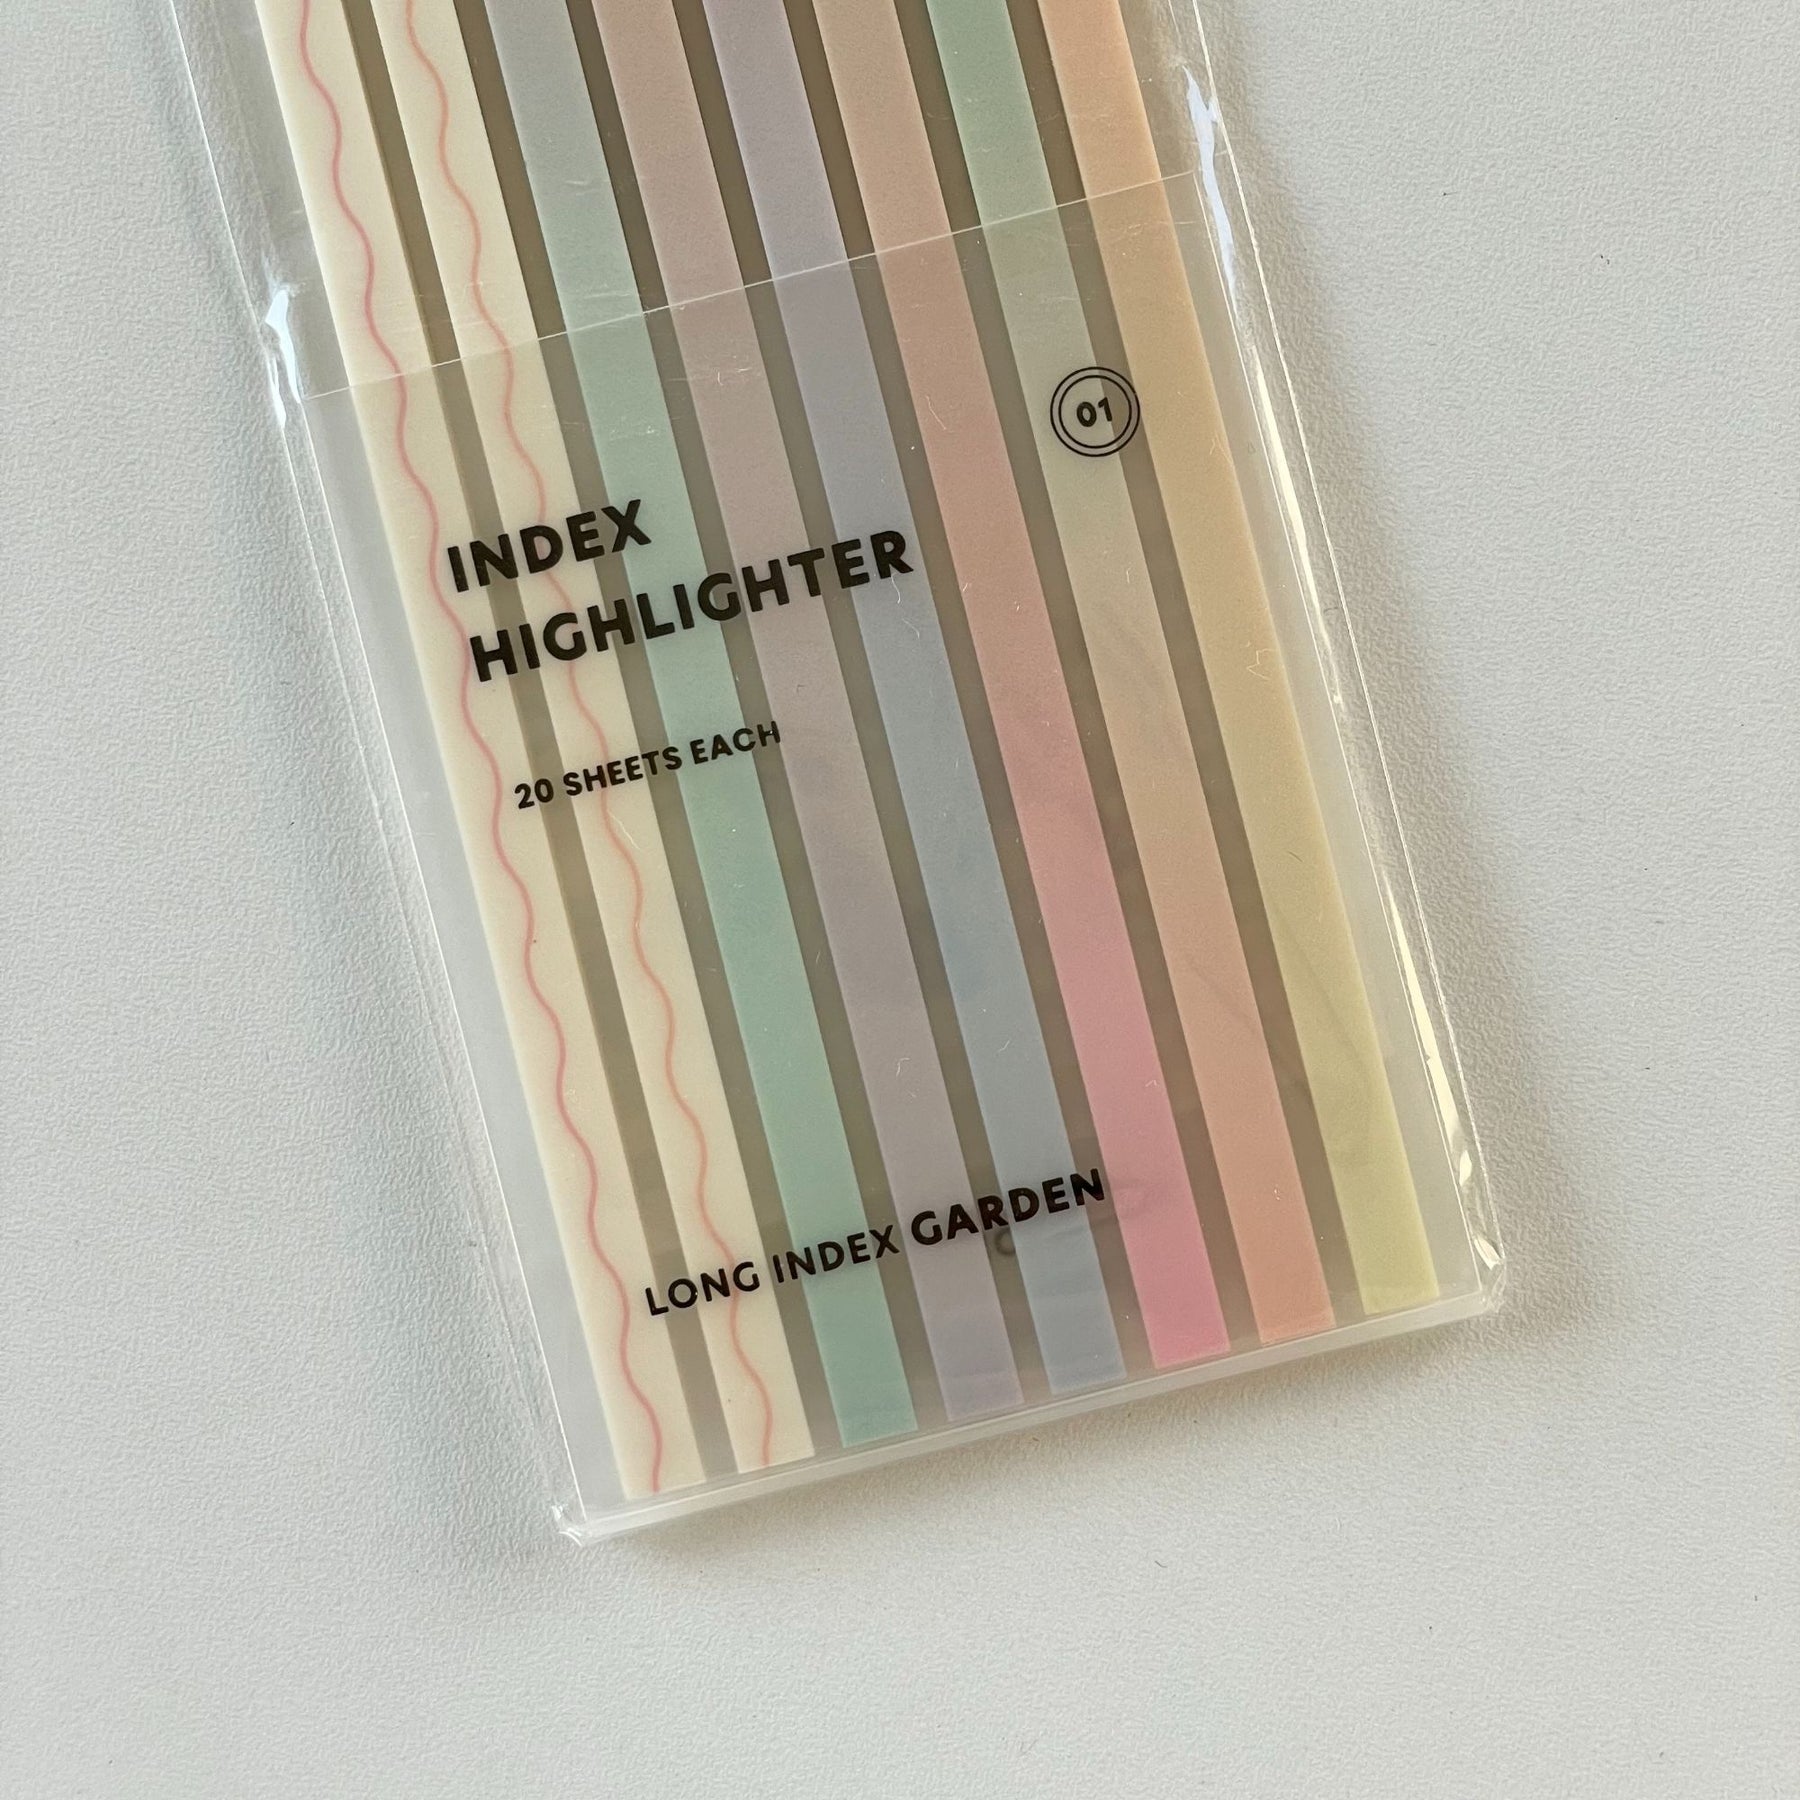 01
INDEX
HIGHLIGHTER
20 SHEETS EACH
LONG INDEX GARDEN